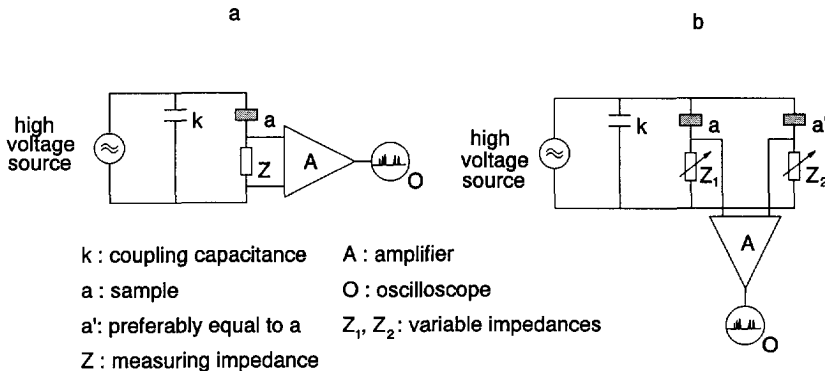 a
b
high
voltage
source
k
a
Z
A
O
high
voltage
source
k
a
a'
Z₁
Z₂
A
O
k : coupling capacitance
A : amplifier
a : sample
O : oscilloscope
a': preferably equal to a
Z₁, Z₂ : variable impedances
Z : measuring impedance